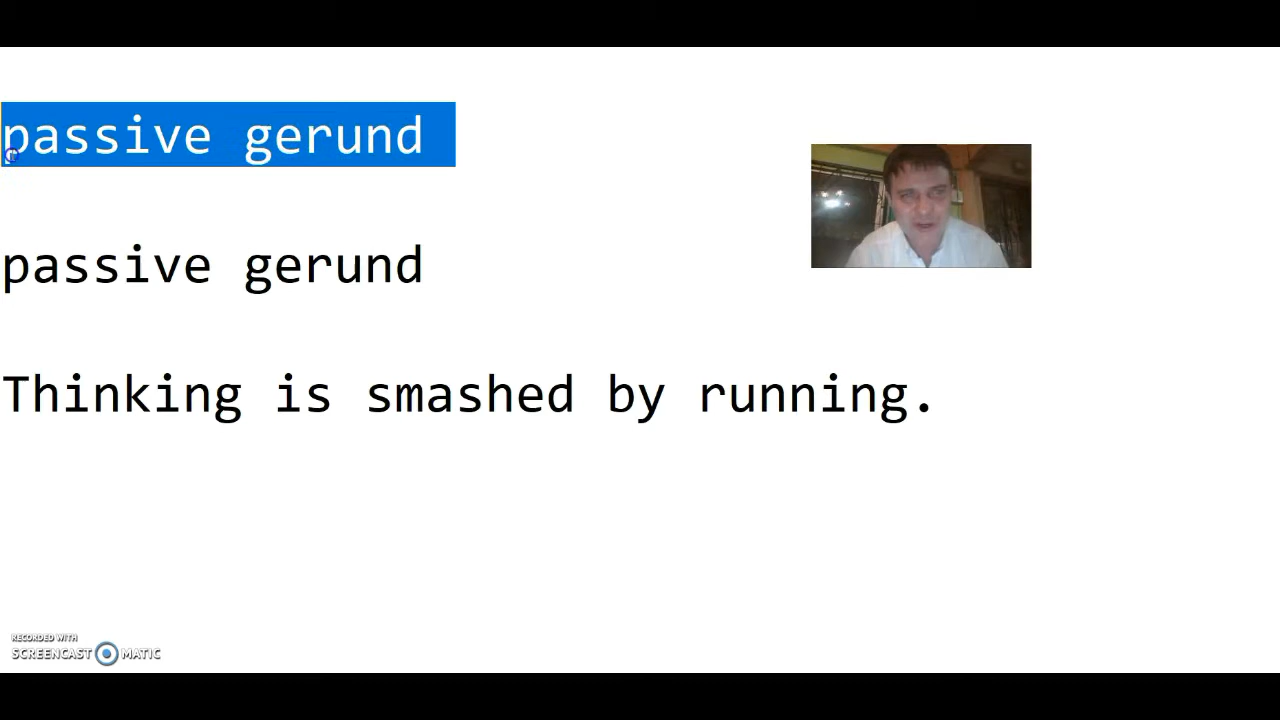 passive gerund
passive gerund
Thinking is smashed by running.
RECORDED WITH
SCREENCAST MATIC